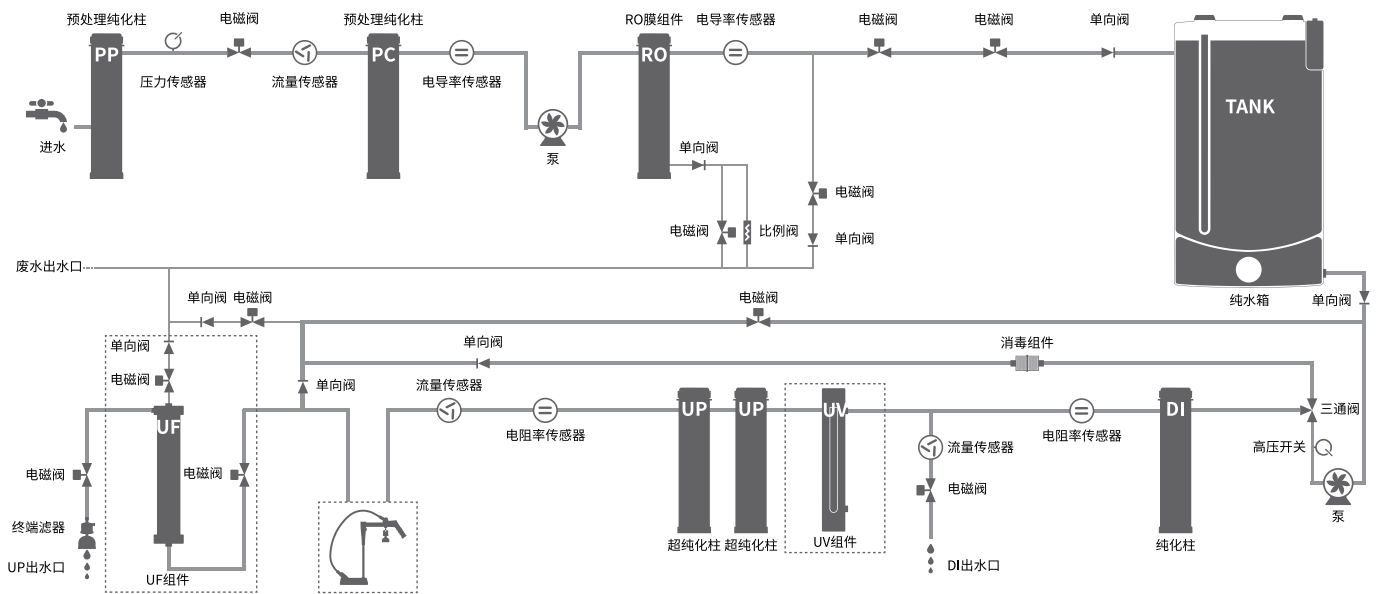 预处理纯化柱
电磁阀
预处理纯化柱
RO膜组件
电导率传感器
电磁阀
电磁阀
单向阀
PP
PC
RO
压力传感器
流量传感器
电导率传感器
TANK
进水
泵
单向阀
电磁阀
电磁阀
比例阀
单向阀
废水出水口
纯水箱
单向阀
单向阀
电磁阀
电磁阀
单向阀
单向阀
消毒组件
电磁阀
单向阀
流量传感器
UF
UP
UP
UV
DI
三通阀
电阻率传感器
电阻率传感器
流量传感器
高压开关
电磁阀
电磁阀
电磁阀
泵
终端滤器
超纯化柱
超纯化柱
UV组件
纯化柱
UP出水口
UF组件
DI出水口